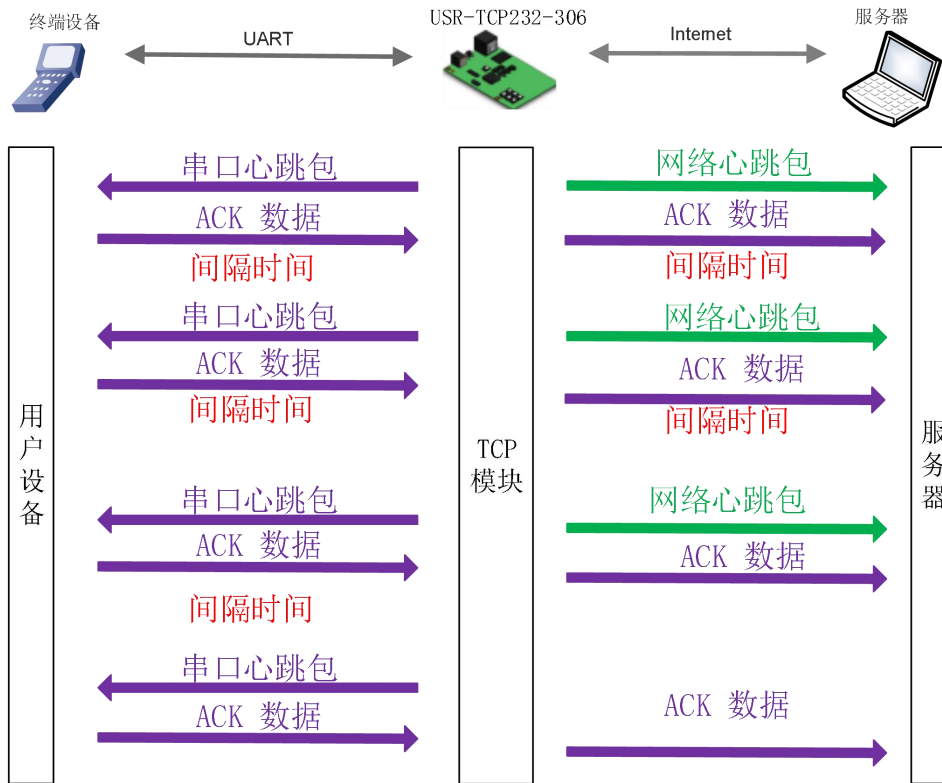 终端设备
USR-TCP232-306
服务器
UART
Internet
串口心跳包
网络心跳包
ACK 数据
ACK 数据
间隔时间
间隔时间
串口心跳包
网络心跳包
ACK 数据
ACK 数据
间隔时间
间隔时间
用户设备
TCP
模块
服务器
串口心跳包
网络心跳包
ACK 数据
ACK 数据
间隔时间
串口心跳包
ACK 数据
ACK 数据